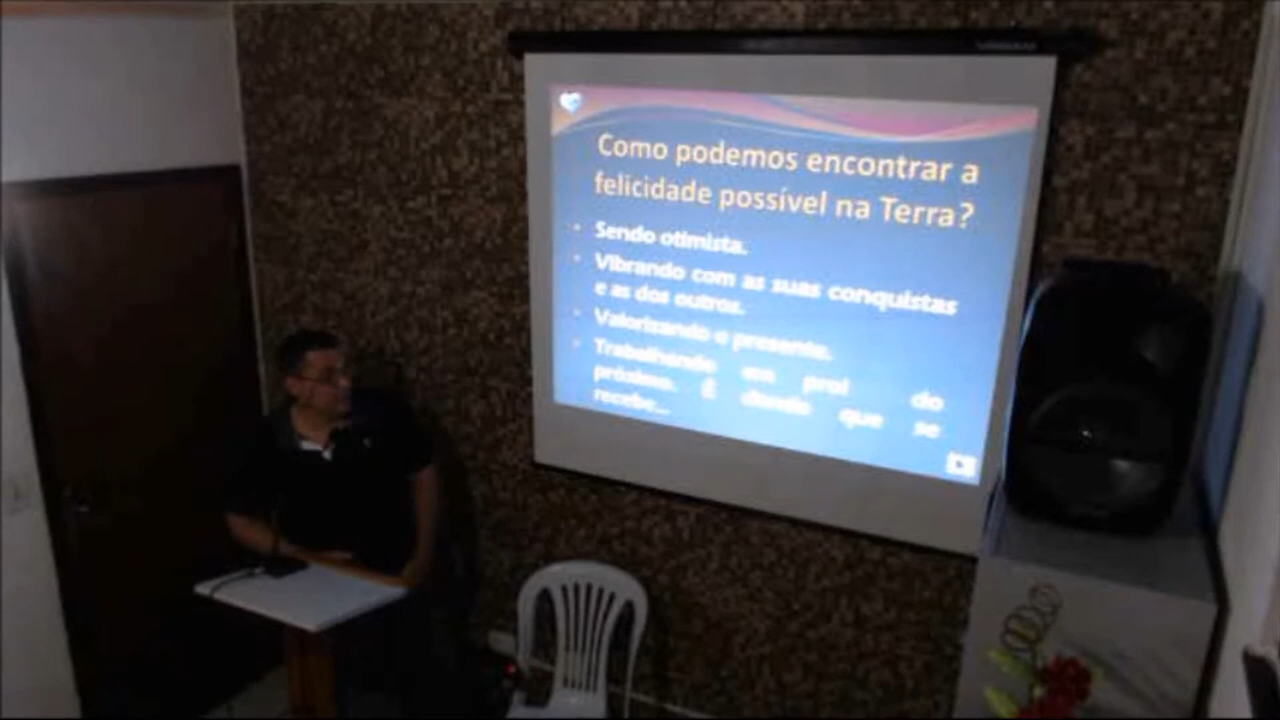 Como podemos encontrar a
felicidade possível na Terra?
• Sendo otimista.
• Vibrando com as suas conquistas
e as dos outros.
• Valorizando o presente.
• Trabalhando em prol do
próximo. É dando que se
recebe...